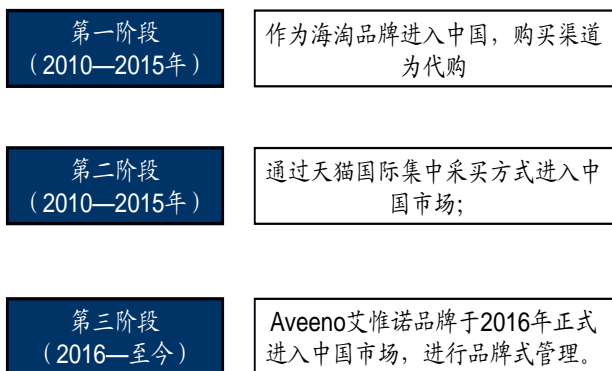 第一阶段
（2010—2015年）
作为海淘品牌进入中国，购买渠道
为代购
第二阶段
（2010—2015年）
通过天猫国际集中采买方式进入中
国市场;
第三阶段
（2016—至今）
Aveeno艾惟诺品牌于2016年正式
进入中国市场，进行品牌式管理。